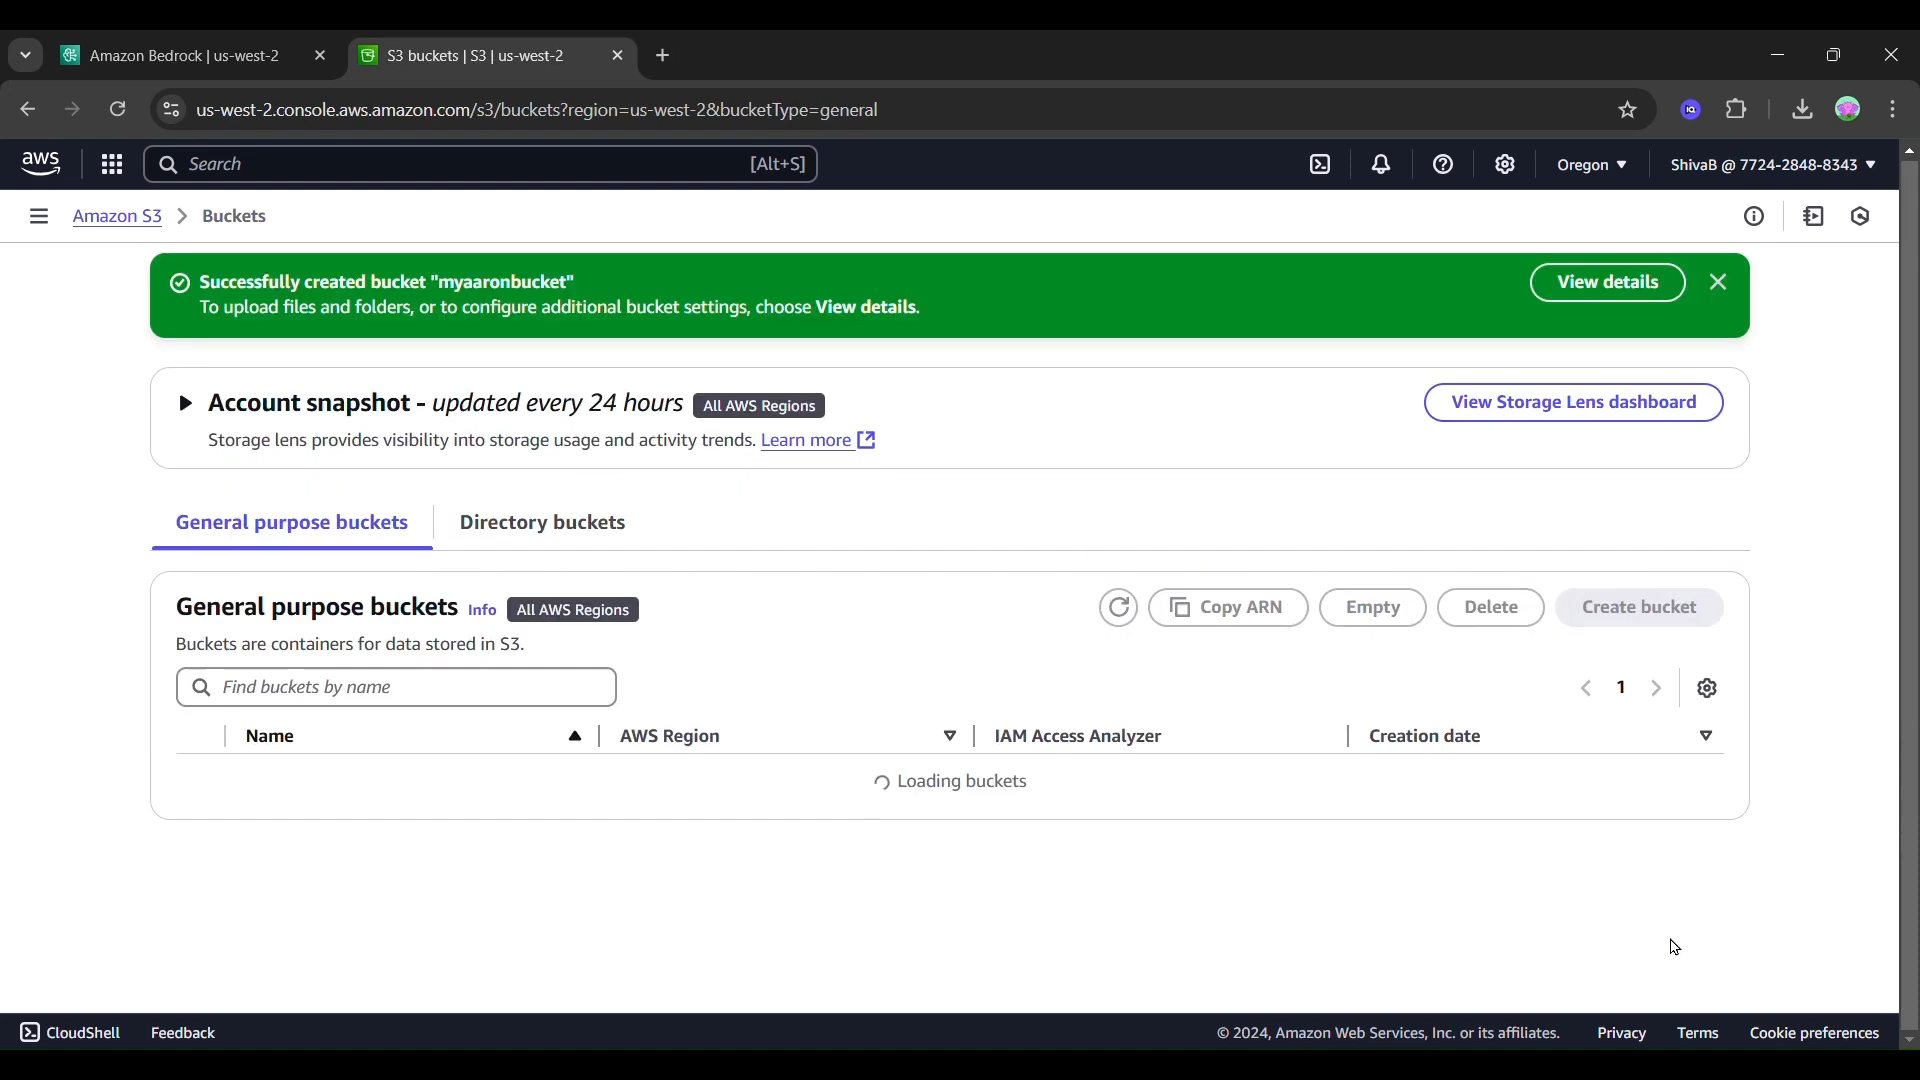 Amazon Bedrock | us-west-2
S3 buckets | S3 | us-west-2
us-west-2.console.aws.amazon.com/s3/buckets?region=us-west-2&bucketType=general
aws
Search
[Alt+S]
Oregon
ShivaB @ 7724-2848-8343
Amazon S3
Buckets
Successfully created bucket "myaaronbucket"
To upload files and folders, or to configure additional bucket settings, choose View details.
View details
Account snapshot - updated every 24 hours
All AWS Regions
View Storage Lens dashboard
Storage lens provides visibility into storage usage and activity trends. Learn more
General purpose buckets
Directory buckets
General purpose buckets Info
All AWS Regions
Copy ARN
Empty
Delete
Create bucket
Buckets are containers for data stored in S3.
Find buckets by name
1
Name
AWS Region
IAM Access Analyzer
Creation date
Loading buckets
CloudShell
Feedback
© 2024, Amazon Web Services, Inc. or its affiliates.
Privacy
Terms
Cookie preferences